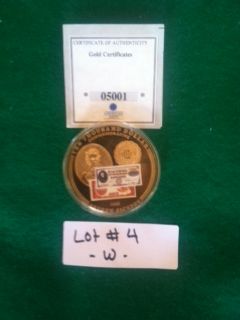 CERTIFICATE OF AUTHENTICITY
Gold Certificates
05001
TEN THOUSAND DOLLARS
Lot # 4
- W -